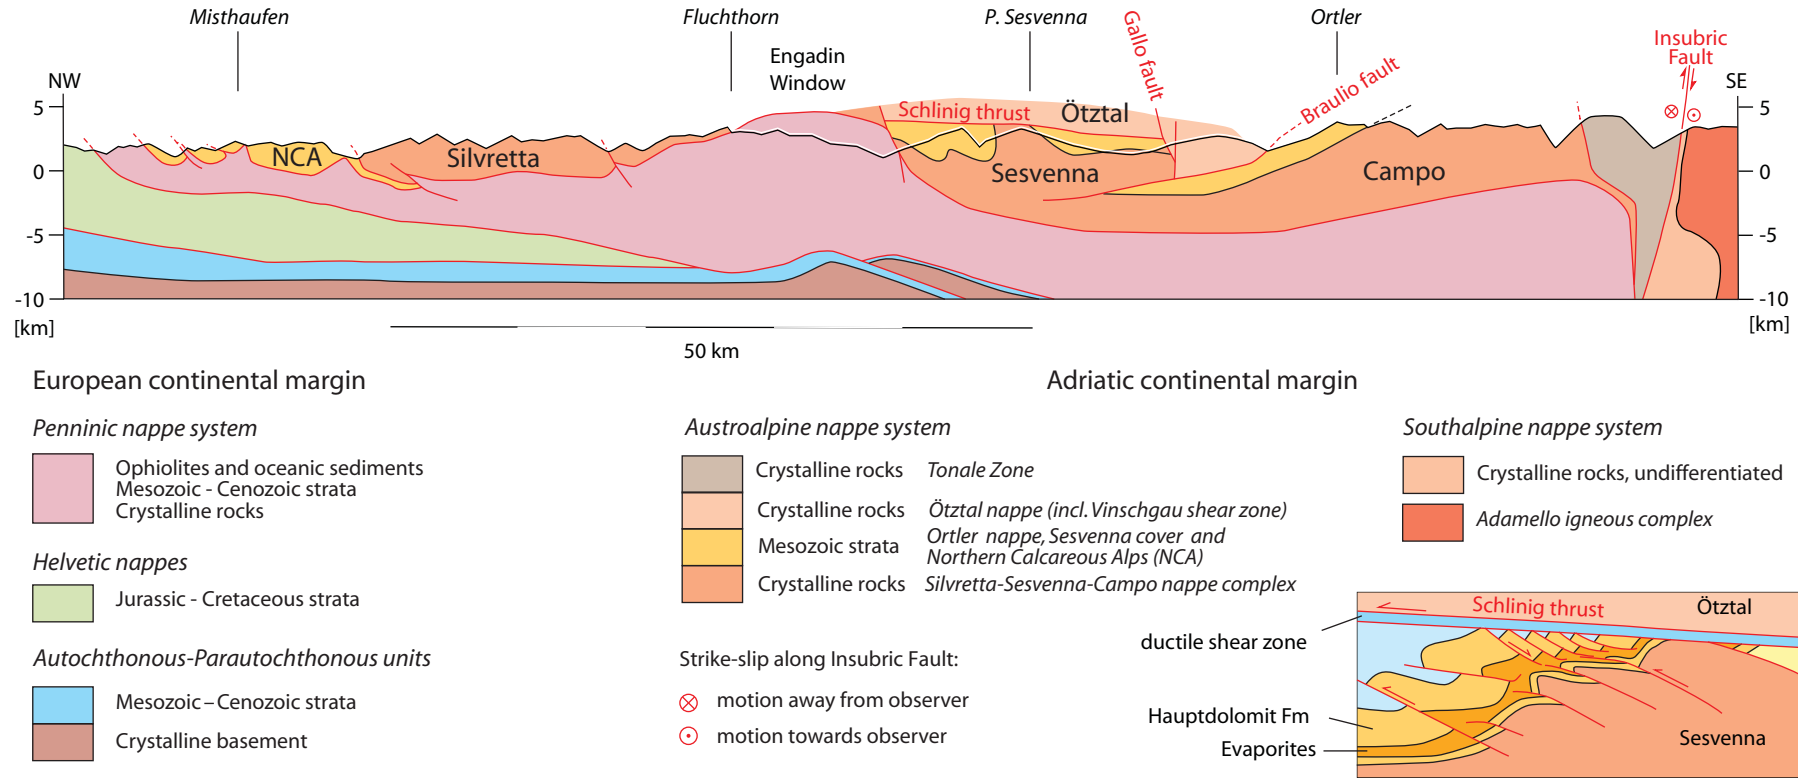 Misthaufen
Fluchthorn
P. Sesvenna
Ortler
Gallo fault
Braulio fault
Insubric
Fault
Engadin
Window
NW
SE
5
0
-5
-10
[km]
5
0
-5
-10
[km]
Schlinig thrust
Ötztal
NCA
Silvretta
Sesvenna
Campo
50 km
European continental margin
Adriatic continental margin
Penninic nappe system
Ophiolites and oceanic sediments
Mesozoic - Cenozoic strata
Crystalline rocks
Helvetic nappes
Jurassic - Cretaceous strata
Autochthonous-Parautochthonous units
Mesozoic – Cenozoic strata
Crystalline basement
Austroalpine nappe system
Crystalline rocks Tonale Zone
Crystalline rocks Ötztal nappe (incl. Vinschgau shear zone)
Mesozoic strata Ortler nappe, Sesvenna cover and
Northern Calcareous Alps (NCA)
Crystalline rocks Silvretta-Sesvenna-Campo nappe complex
Strike-slip along Insubric Fault:
motion away from observer
motion towards observer
Southalpine nappe system
Crystalline rocks, undifferentiated
Adamello igneous complex
Schlinig thrust
Ötztal
ductile shear zone
Hauptdolomit Fm
Evaporites
Sesvenna